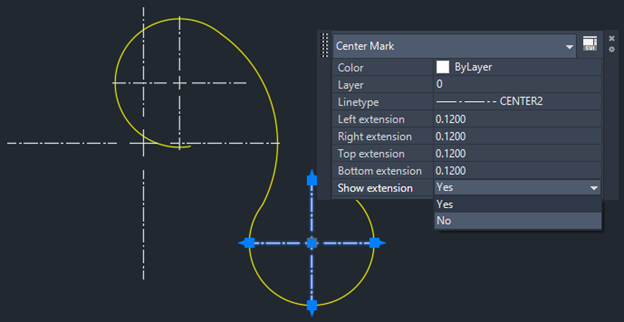 Center Mark
Color ByLayer
Layer 0
Linetype CENTER2
Left extension 0.1200
Right extension 0.1200
Top extension 0.1200
Bottom extension 0.1200
Show extension Yes
Yes
No